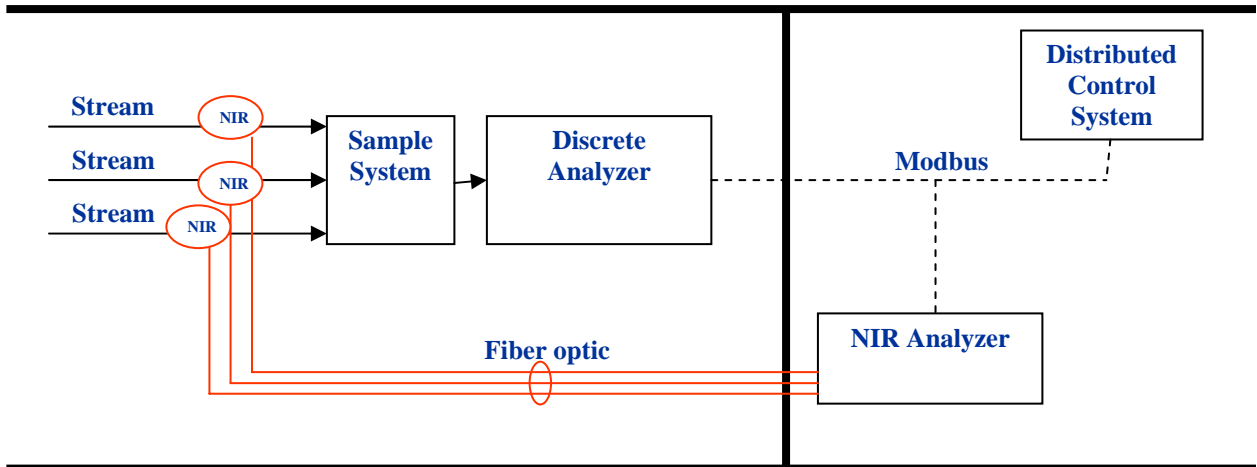 Distributed
Control
System
Stream
NIR
Sample
System
Discrete
Analyzer
Modbus
Stream
NIR
Stream
NIR
NIR Analyzer
Fiber optic